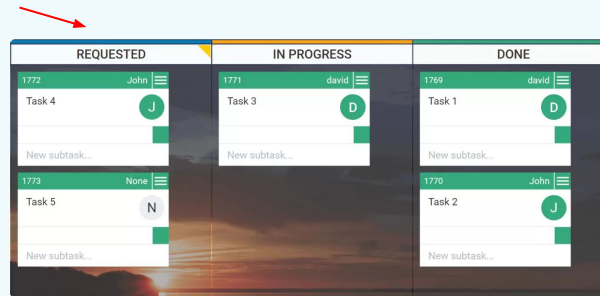 REQUESTED
1772 John
Task 4
J
New subtask...
1773 None
Task 5
N
New subtask...
IN PROGRESS
1771 david
Task 3
D
New subtask...
DONE
1769 david
Task 1
D
New subtask...
1770 John
Task 2
J
New subtask...